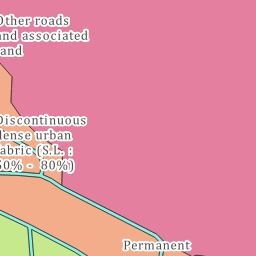 Other roads
and associated
land
Discontinuous
dense urban
fabric (S.L. :
50% -  80%)
Permanent